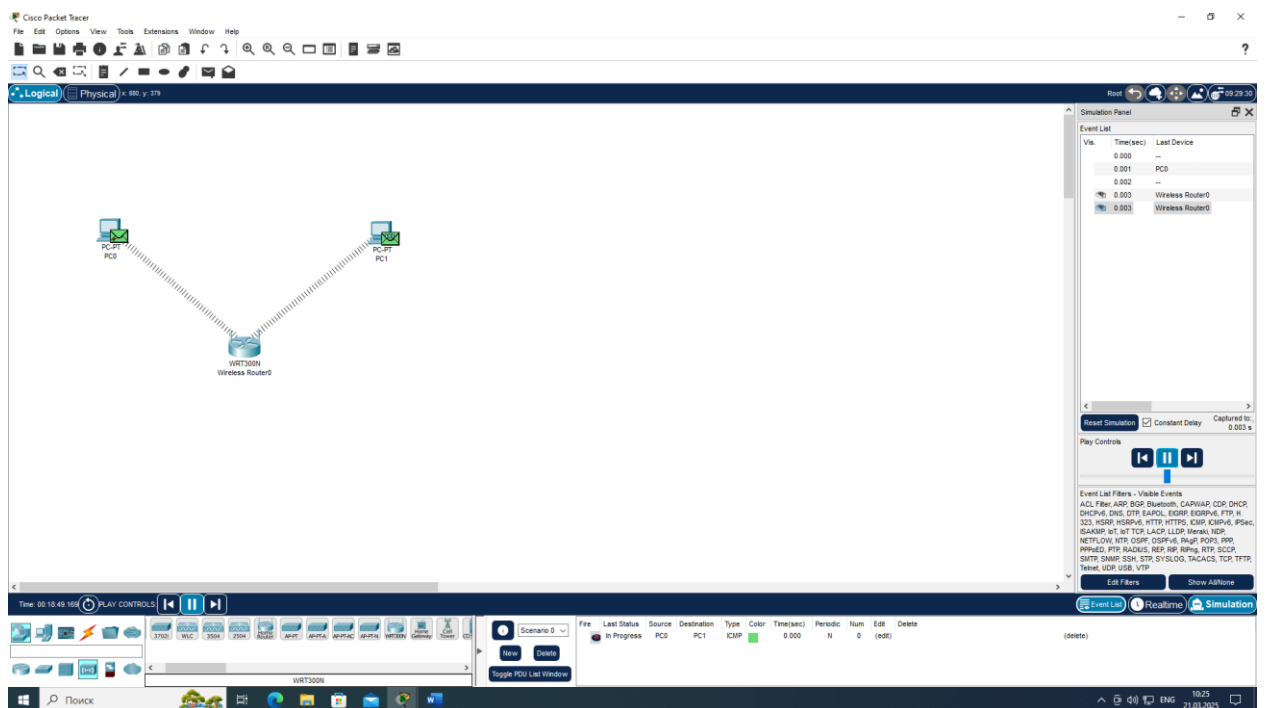 Cisco Packet Tracer
File Edit Options View Tools Extensions Window Help
?
Logical Physical x: 880, y: 379
Root 09:29:30
Simulation Panel
Event List
Vis. Time(sec) Last Device
0.000 --
0.001 PC0
0.002 --
0.003 Wireless Router0
0.003 Wireless Router0
PC-PT
PC0
PC-PT
PC1
WRT300N
Wireless Router0
Reset Simulation Constant Delay Captured to:
0.003 s
Play Controls
Event List Filters - Visible Events
ACL Filter, ARP, BGP, Bluetooth, CAPWAP, CDP, DHCP,
DHCPv6, DNS, DTP, EAPOL, EIGRP, EIGRPv6, FTP, H.
323, HSRP, HSRPv6, HTTP, HTTPS, ICMP, ICMPv6, IPSec,
ISAKMP, IoT, IoT TCP, LACP, LLDP, Meraki, NDP,
NETFLOW, NTP, OSPF, OSPFv6, PAgP, POP3, PPP,
PPPoED, PTP, RADIUS, REP, RIP, RIPng, RTP, SCCP,
SMTP, SNMP, SSH, STP, SYSLOG, TACACS, TCP, TFTP,
Telnet, UDP, USB, VTP
Edit Filters Show All/None
Time: 00:18:49.169 PLAY CONTROLS:
Event List Realtime Simulation
3702i WLC 3504 2504 Home Router AP-PT AP-PT-A AP-PT-AC AP-PT-N WRT300N Home Gateway Cell Tower
WRT300N
Scenario 0
New Delete
Toggle PDU List Window
Fire Last Status Source Destination Type Color Time(sec) Periodic Num Edit Delete
In Progress PC0 PC1 ICMP 0.000 N 0 (edit) (delete)
Поиск
ENG 10:25
21.03.2025